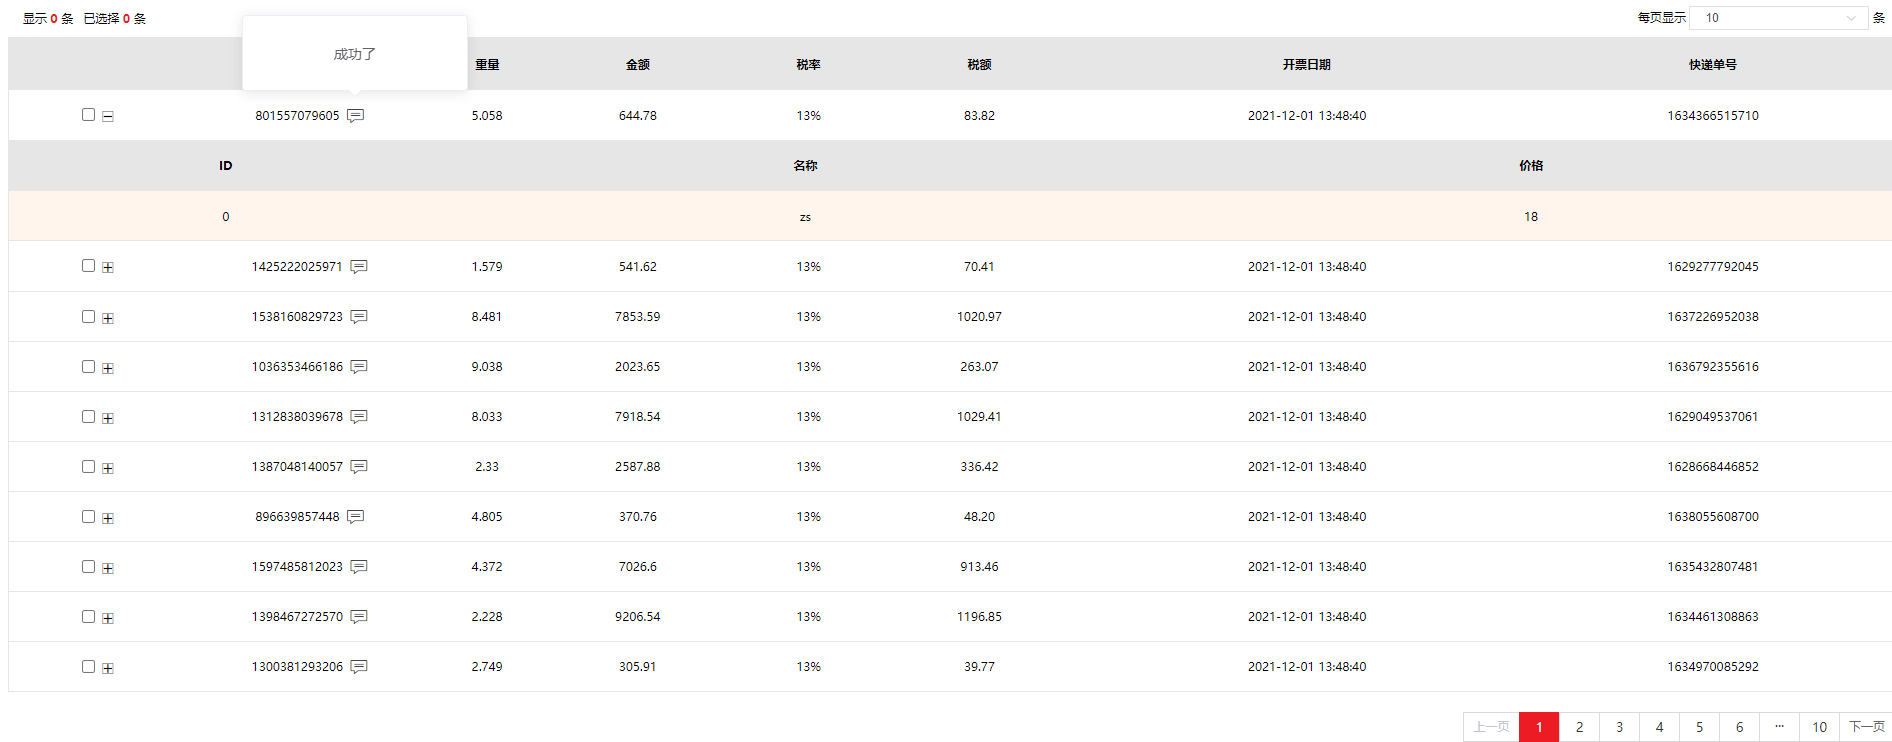 显示 0 条 已选择 0 条 每页显示 10 条
成功了
重量 金额 税率 税额 开票日期 快递单号
801557079605 5.058 644.78 13% 83.82 2021-12-01 13:48:40 1634366515710
ID 名称 价格
0 zs 18
1425222025971 1.579 541.62 13% 70.41 2021-12-01 13:48:40 1629277792045
1538160829723 8.481 7853.59 13% 1020.97 2021-12-01 13:48:40 1637226952038
1036353466186 9.038 2023.65 13% 263.07 2021-12-01 13:48:40 1636792355616
1312838039678 8.033 7918.54 13% 1029.41 2021-12-01 13:48:40 1629049537061
1387048140057 2.33 2587.88 13% 336.42 2021-12-01 13:48:40 1628668446852
896639857448 4.805 370.76 13% 48.20 2021-12-01 13:48:40 1638055608700
1597485812023 4.372 7026.6 13% 913.46 2021-12-01 13:48:40 1635432807481
1398467272570 2.228 9206.54 13% 1196.85 2021-12-01 13:48:40 1634461308863
1300381293206 2.749 305.91 13% 39.77 2021-12-01 13:48:40 1634970085292
上一页 1 2 3 4 5 6 ··· 10 下一页